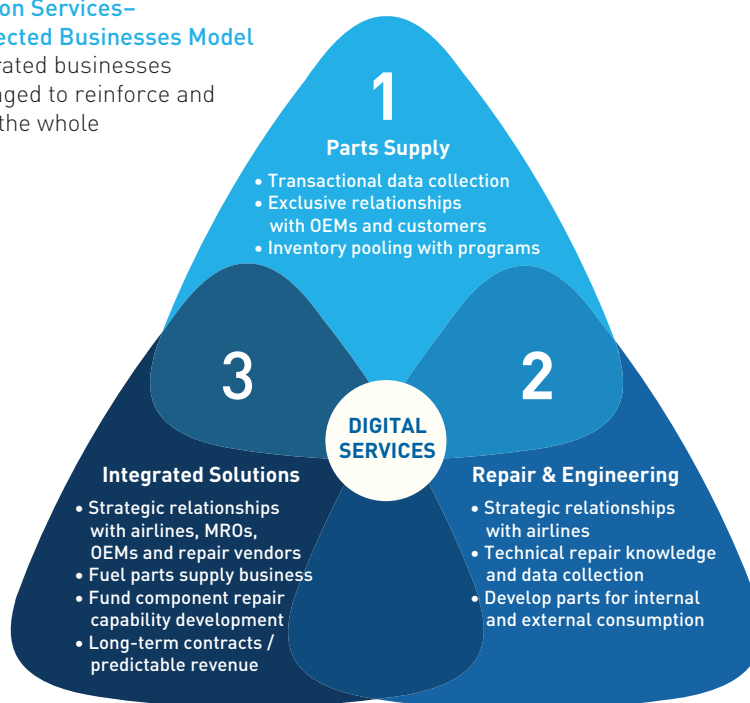 on Services–
ected Businesses Model
rated businesses
aged to reinforce and
the whole
1
Parts Supply
• Transactional data collection
• Exclusive relationships
with OEMs and customers
• Inventory pooling with programs
3
2
DIGITAL
SERVICES
Integrated Solutions
• Strategic relationships
with airlines, MROs,
OEMs and repair vendors
• Fuel parts supply business
• Fund component repair
capability development
• Long-term contracts /
predictable revenue
Repair & Engineering
• Strategic relationships
with airlines
• Technical repair knowledge
and data collection
• Develop parts for internal
and external consumption